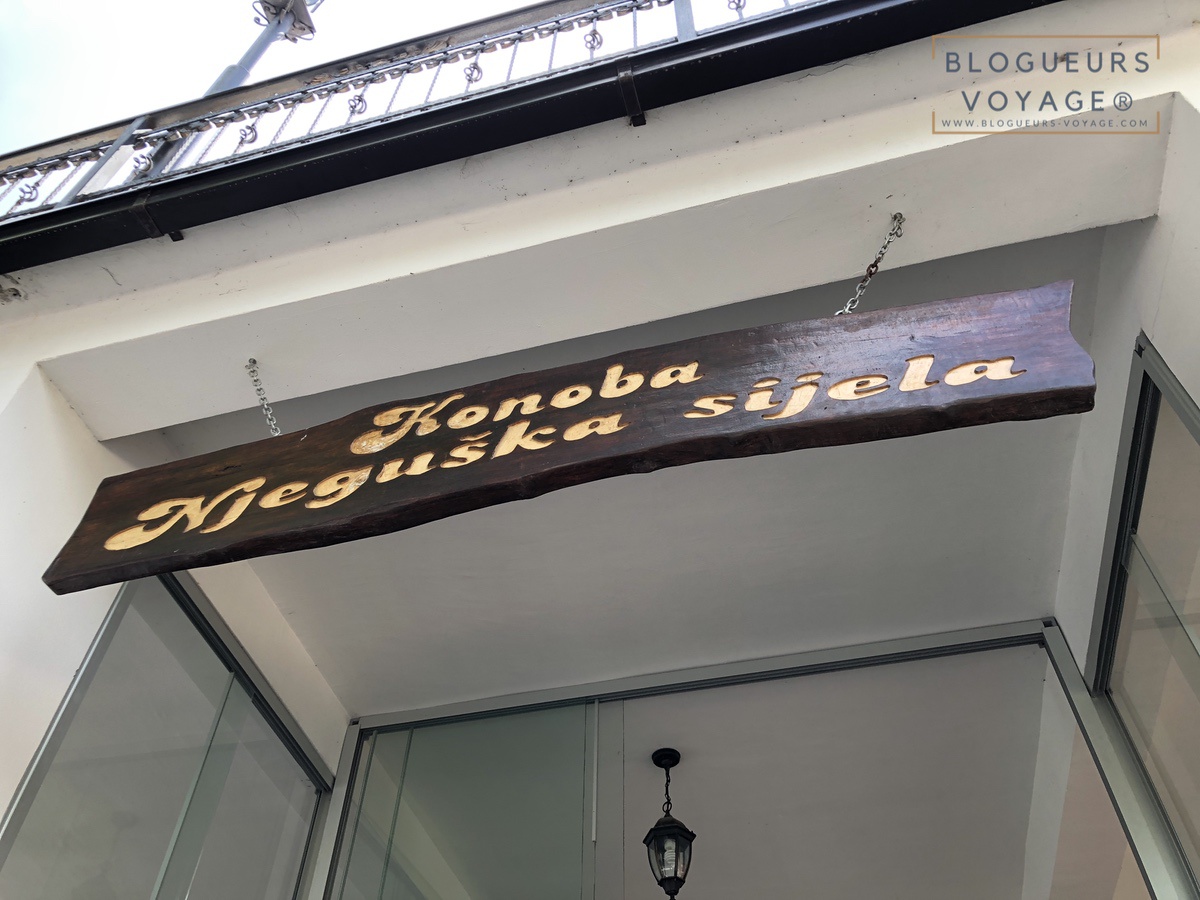 BLOGUEURS
VOYAGE®
WWW.BLOGUEURS-VOYAGE.COM
Konoba
Njeguška sijela